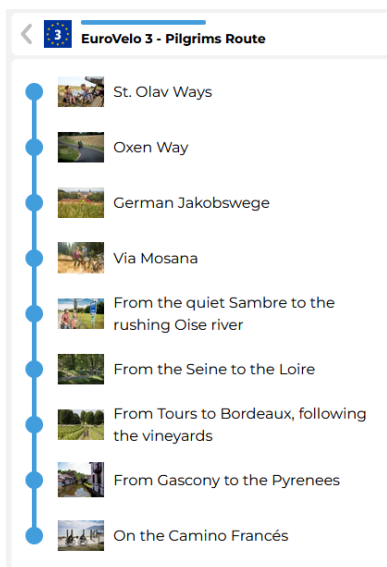 3
EuroVelo 3 - Pilgrims Route
St. Olav Ways
Oxen Way
German Jakobswege
Via Mosana
From the quiet Sambre to the
rushing Oise river
From the Seine to the Loire
From Tours to Bordeaux, following
the vineyards
From Gascony to the Pyrenees
On the Camino Francés